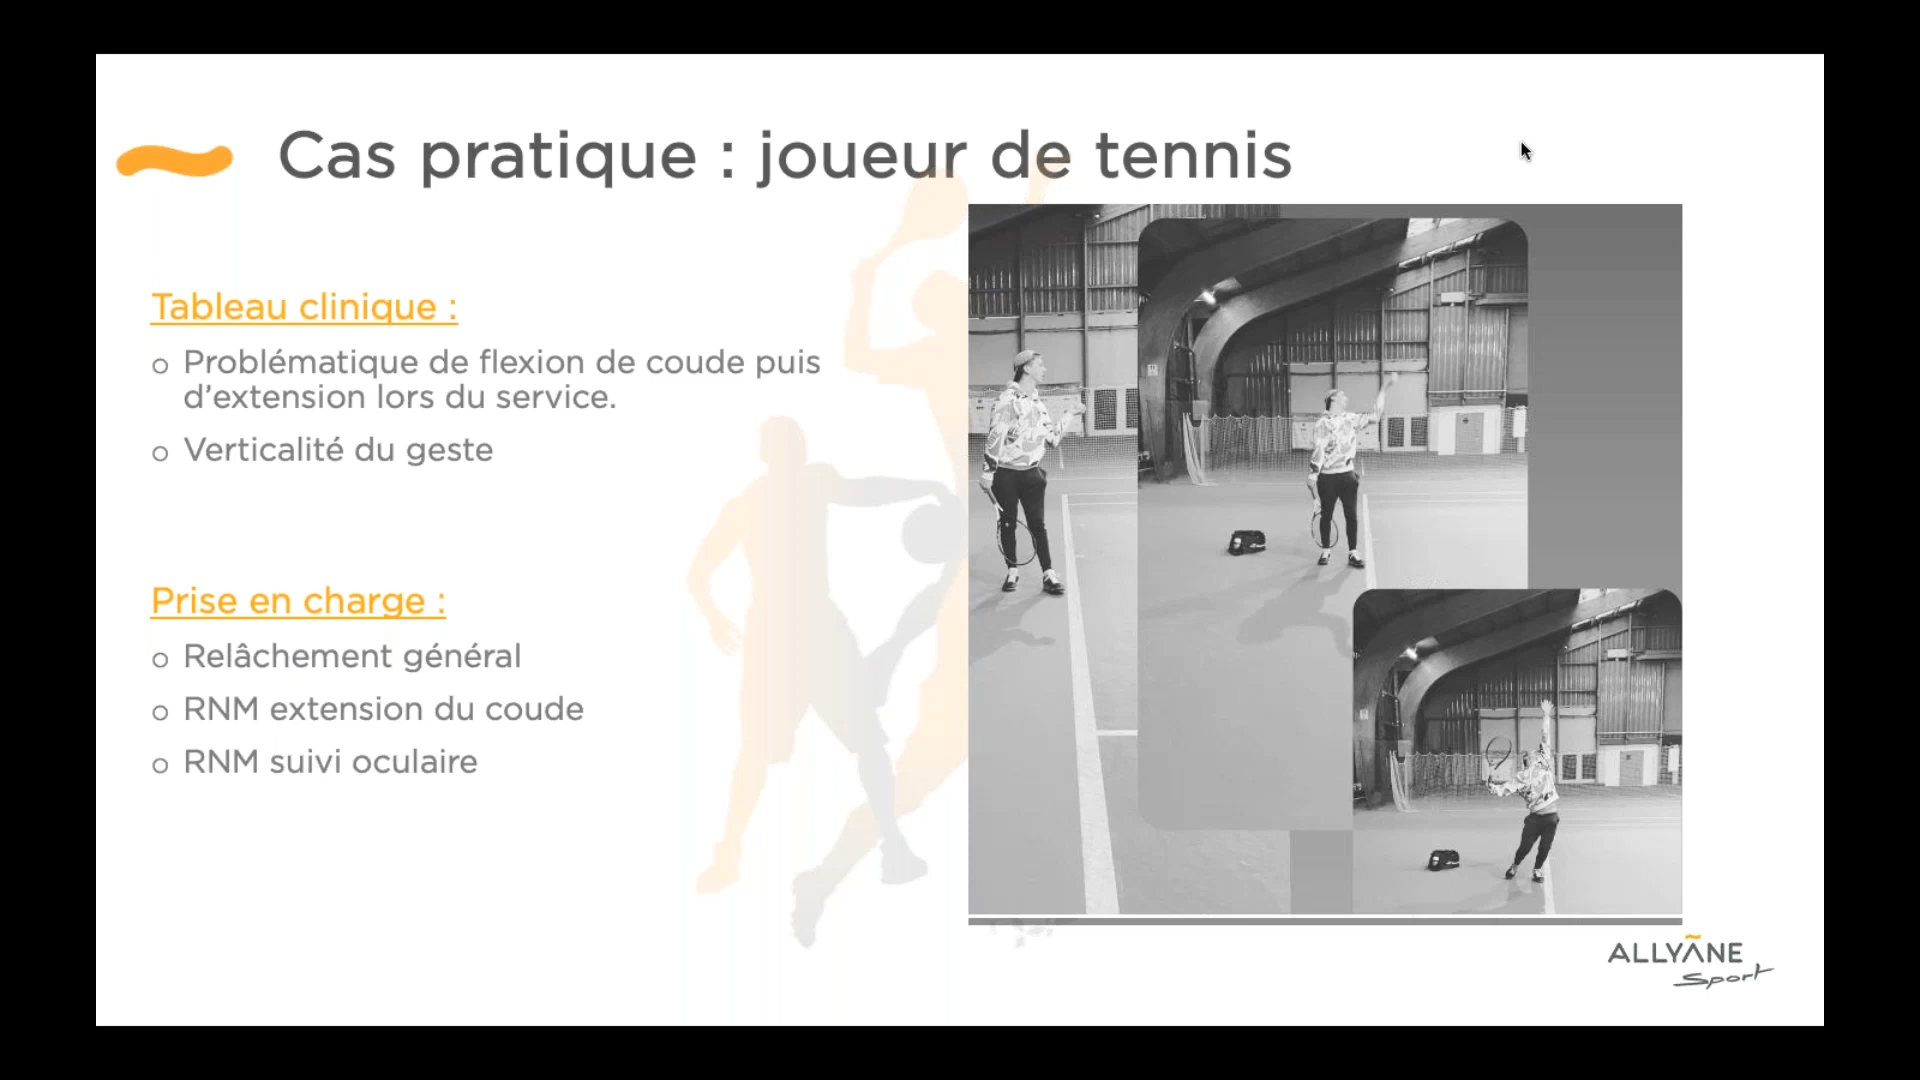 Cas pratique : joueur de tennis
Tableau clinique :
o Problématique de flexion de coude puis
d’extension lors du service.
o Verticalité du geste
Prise en charge :
o Relâchement général
o RNM extension du coude
o RNM suivi oculaire
ALLYANE
Sport